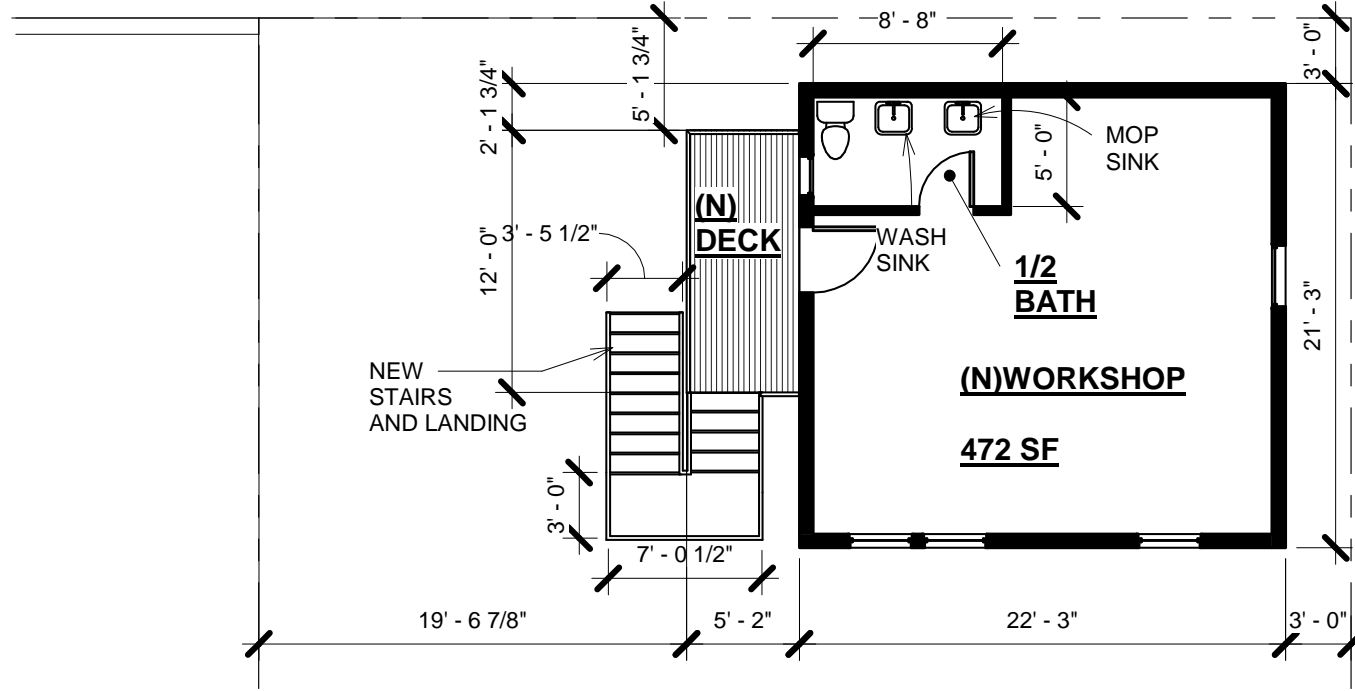 8' - 8"
5' - 1 3/4"
3' - 0"
2' - 1 3/4"
MOP
SINK
5' - 0"
(N)
DECK
3' - 5 1/2"
12' - 0"
WASH
SINK
1/2
BATH
21' - 3"
NEW
STAIRS
AND LANDING
(N)WORKSHOP
472 SF
3' - 0"
7' - 0 1/2"
19' - 6 7/8"
5' - 2"
22' - 3"
3' - 0"